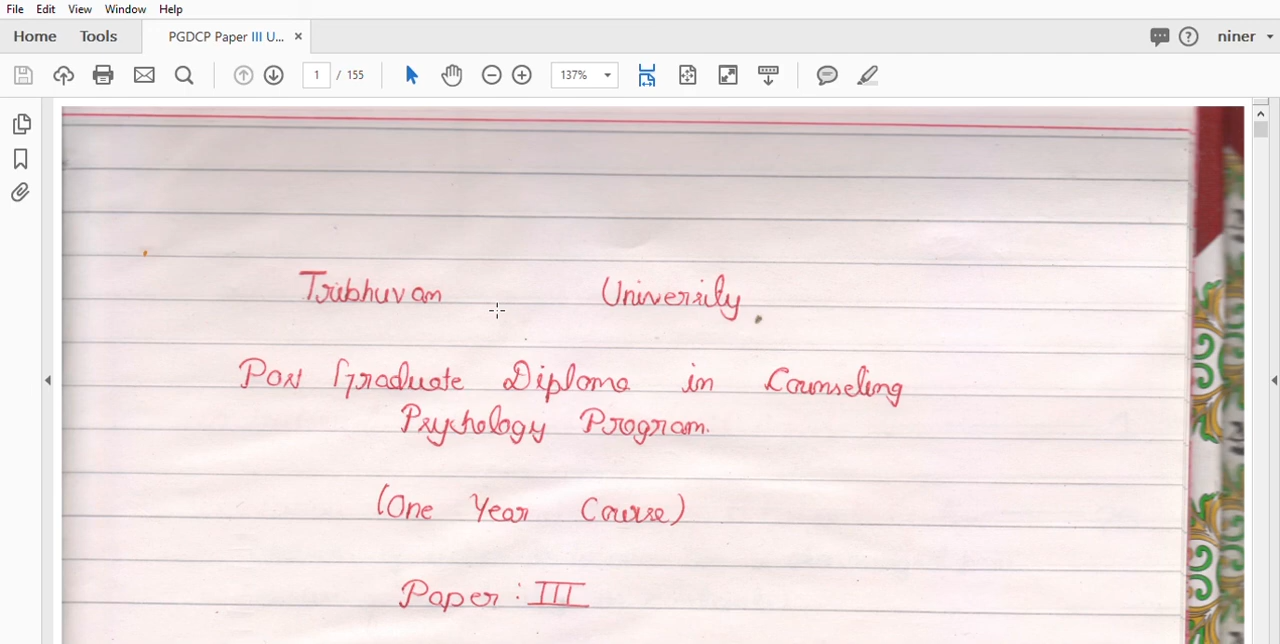 File Edit View Window Help
Home Tools PGDCP Paper III U... × niner
1 / 155 137%
Tribhuvan University
Post Graduate Diploma in Counseling
Psychology Program.
(One Year Course)
Paper : III